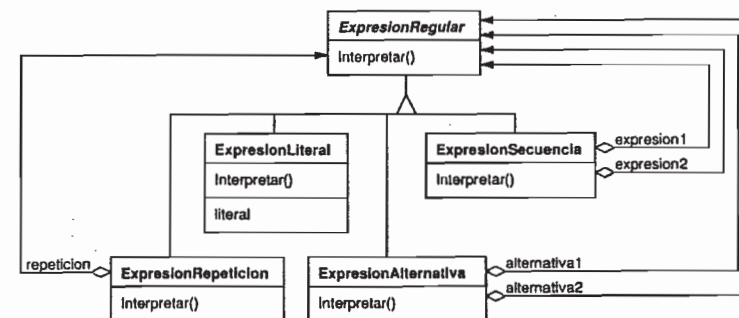 ExpresionRegular
Interpretar()
ExpresionLiteral
Interpretar()
literal
ExpresionSecuencia
Interpretar()
expresion1
expresion2
repeticion
ExpresionRepeticion
Interpretar()
ExpresionAlternativa
Interpretar()
alternativa1
alternativa2